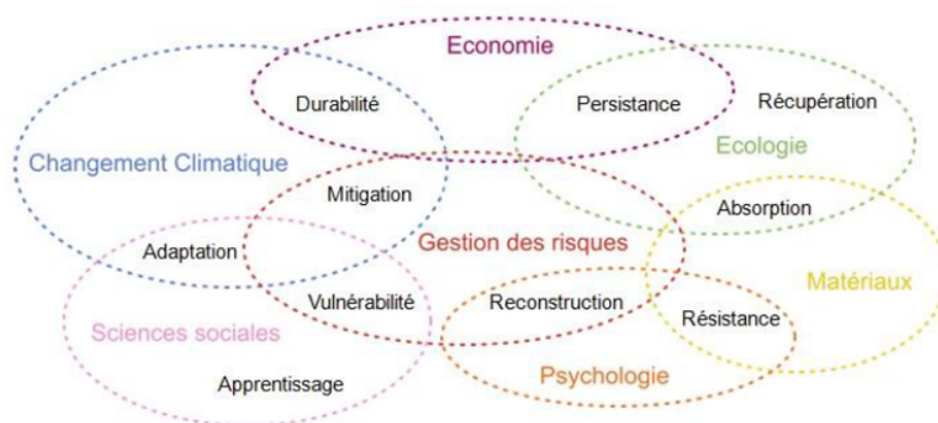 Economie
Durabilité
Persistance
Récupération
Ecologie
Changement Climatique
Mitigation
Absorption
Adaptation
Gestion des risques
Matériaux
Vulnérabilité
Reconstruction
Résistance
Sciences sociales
Psychologie
Apprentissage